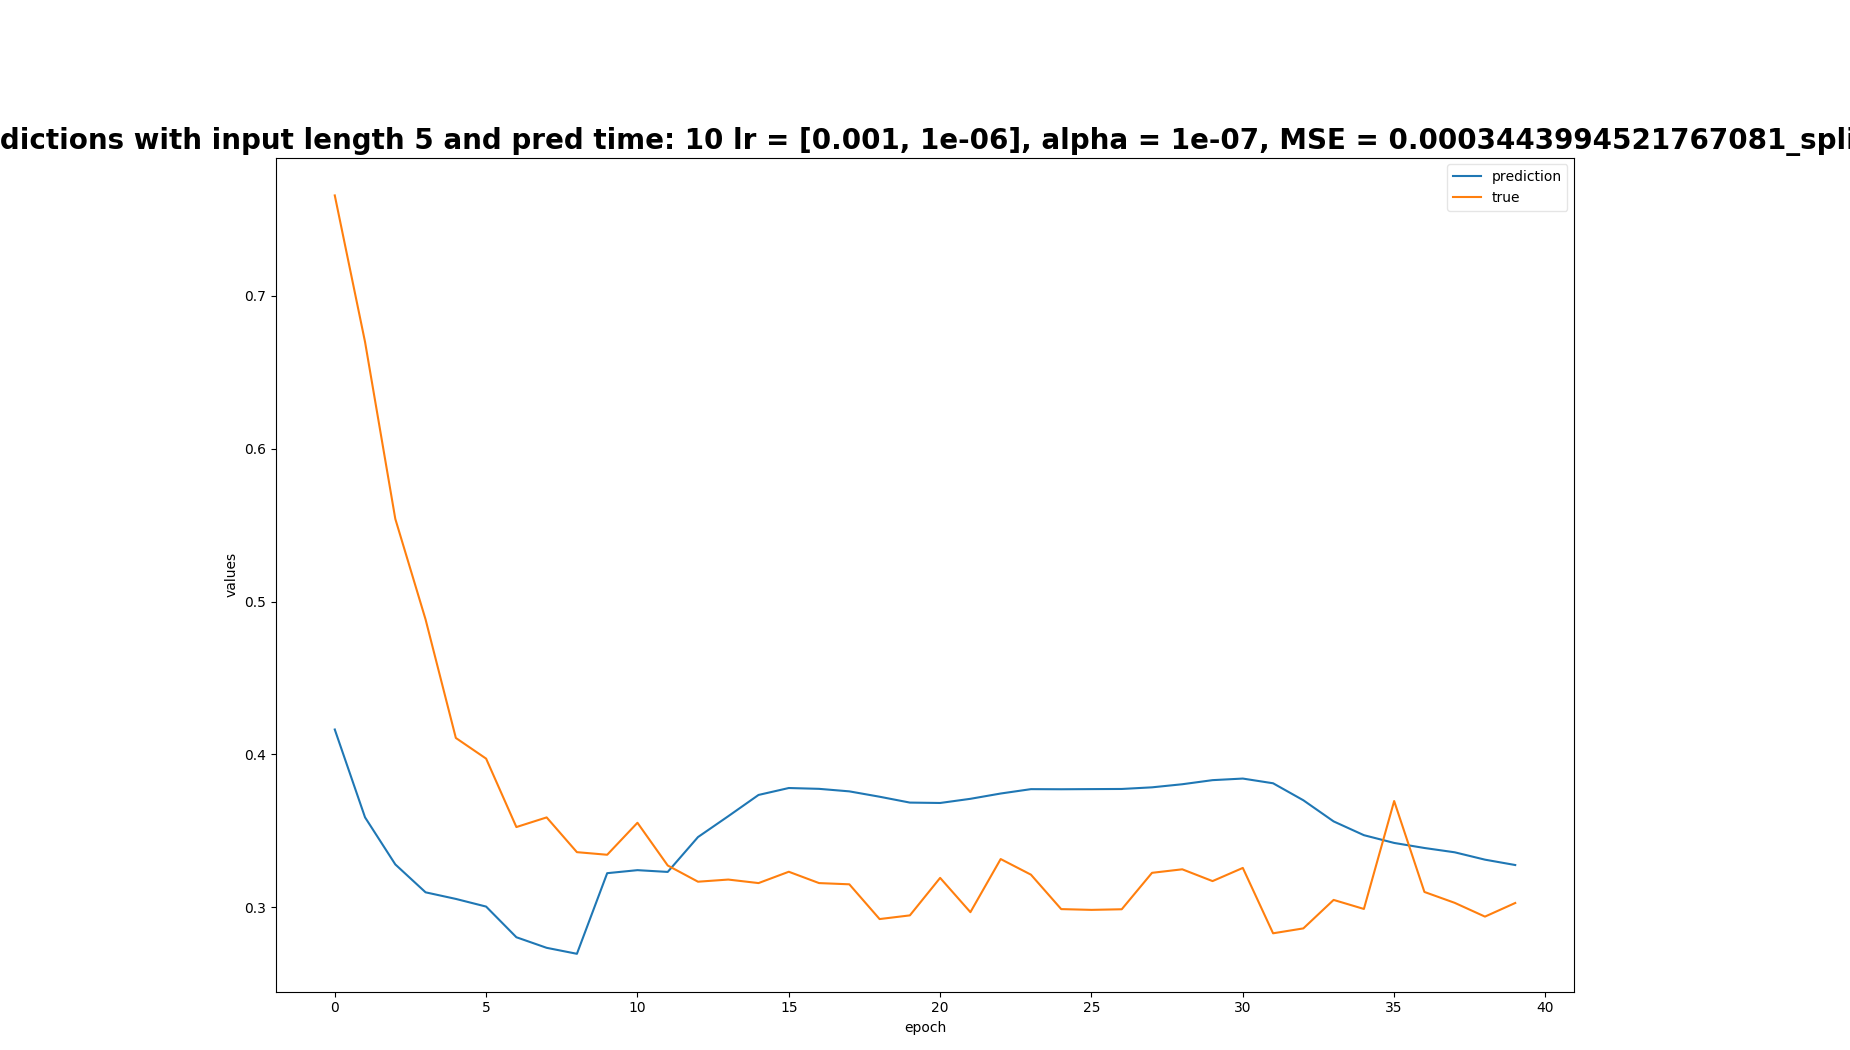 dictions with input length 5 and pred time: 10 lr = [0.001, 1e-06], alpha = 1e-07, MSE = 0.0003443994521767081_spli
prediction
true
0.7
0.6
0.5
0.4
0.3
values
0 5 10 15 20 25 30 35 40
epoch